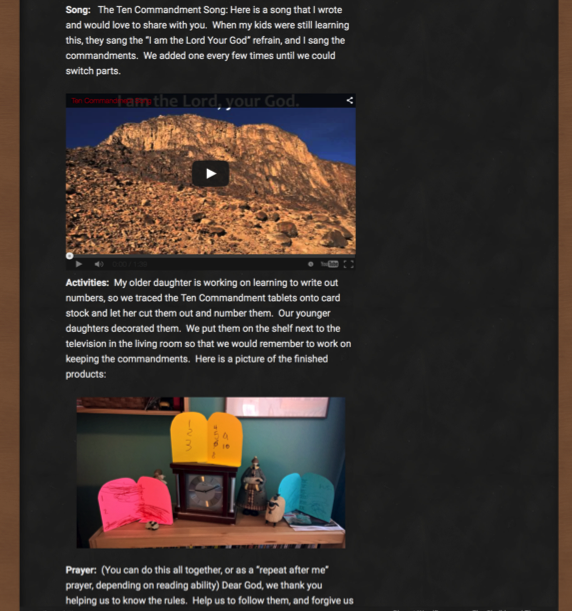 Song: The Ten Commandment Song: Here is a song that I wrote
and would love to share with you. When my kids were still learning
this, they sang the "I am the Lord Your God" refrain, and I sang the
commandments. We added one every few times until we could
switch parts.
I am the Lord, your God.
Activities: My older daughter is working on learning to write out
numbers, so we traced the Ten Commandment tablets onto card
stock and let her cut them out and number them. Our younger
daughters decorated them. We put them on the shelf next to the
television in the living room so that we would remember to work on
keeping the commandments. Here is a picture of the finished
products:
Prayer: (You can do this all together, or as a "repeat after me"
prayer, depending on reading ability) Dear God, we thank you
helping us to know the rules. Help us to follow them, and forgive us